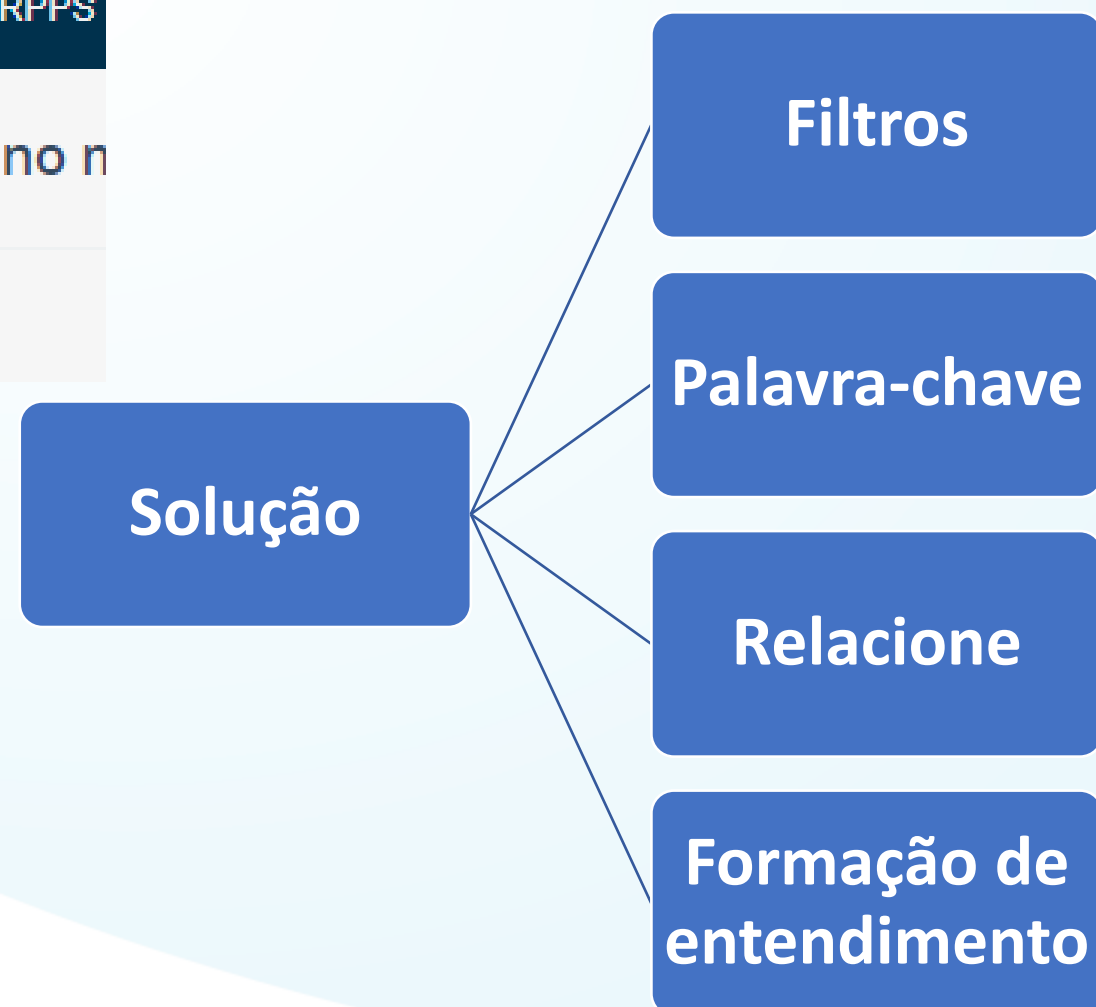 RPPS
no
Filtros
Palavra-chave
Solução
Relacione
Formação de
entendimento